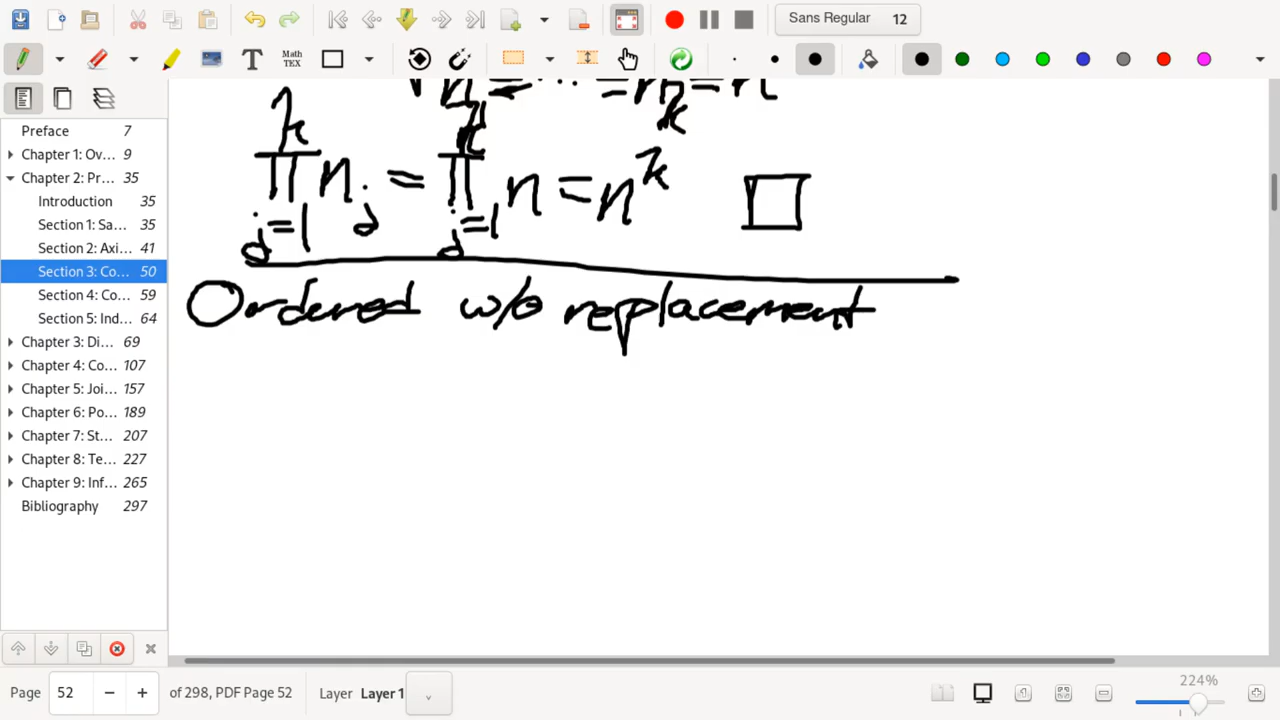 Sans Regular 12
Math
TEX
Preface 7
Chapter 1: Ov... 9
Chapter 2: Pr... 35
Introduction 35
Section 1: Sa... 35
Section 2: Axi... 41
Section 3: Co... 50
Section 4: Co... 59
Section 5: Ind... 64
Chapter 3: Di... 69
Chapter 4: Co... 107
Chapter 5: Joi... 157
Chapter 6: Po... 189
Chapter 7: St... 207
Chapter 8: Te... 227
Chapter 9: Inf... 265
Bibliography 297
k k
∏ n_j = ∏ n = n^k □
j=1 j=1
Ordered w/o replacement
Page 52 of 298, PDF Page 52 Layer Layer 1 224%